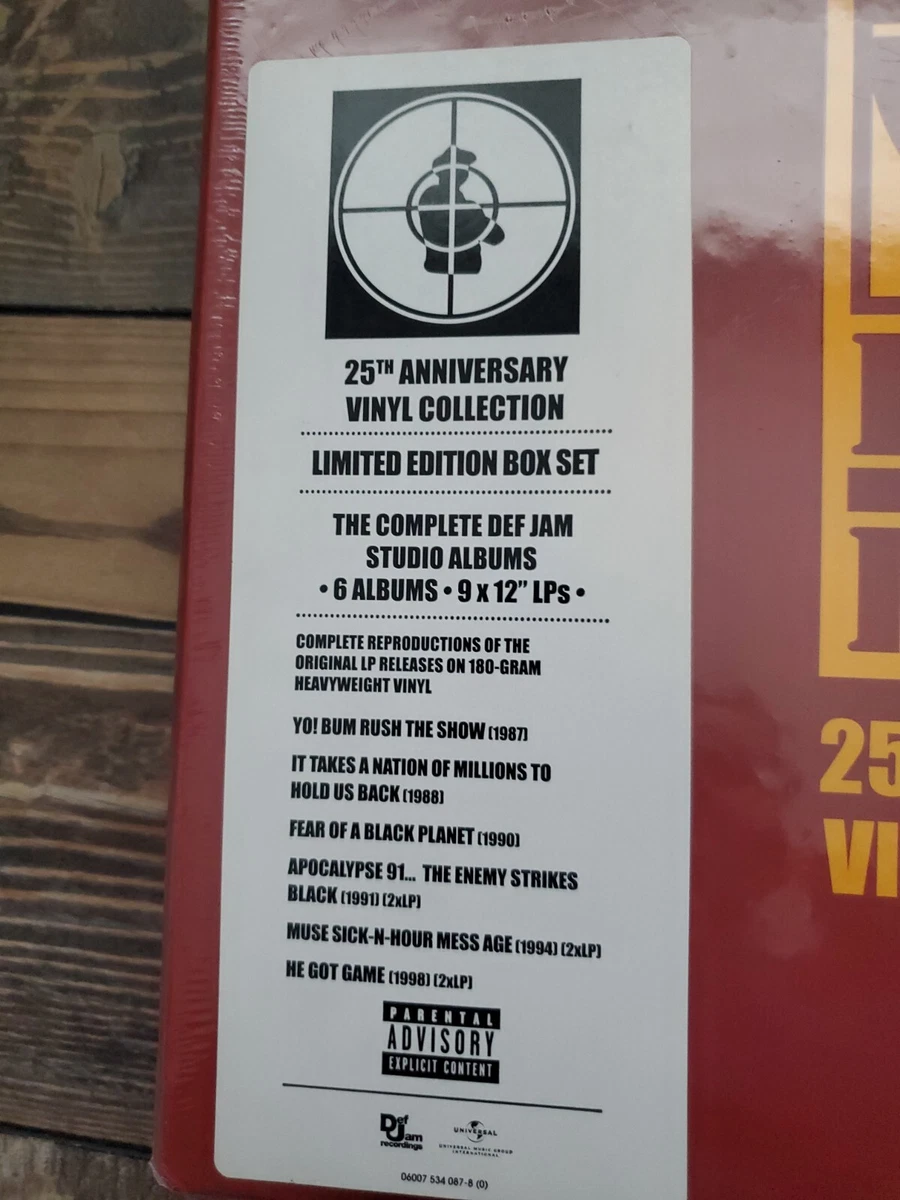 25TH ANNIVERSARY
VINYL COLLECTION
LIMITED EDITION BOX SET
THE COMPLETE DEF JAM
STUDIO ALBUMS
• 6 ALBUMS • 9 x 12" LPs •
COMPLETE REPRODUCTIONS OF THE
ORIGINAL LP RELEASES ON 180-GRAM
HEAVYWEIGHT VINYL
YO! BUM RUSH THE SHOW (1987)
IT TAKES A NATION OF MILLIONS TO
HOLD US BACK (1988)
FEAR OF A BLACK PLANET (1990)
APOCALYPSE 91... THE ENEMY STRIKES
BLACK (1991) (2xLP)
MUSE SICK-N-HOUR MESS AGE (1994) (2xLP)
HE GOT GAME (1998) (2xLP)
PARENTAL
ADVISORY
EXPLICIT CONTENT
Def Jam
recordings
UNIVERSAL
UNIVERSAL MUSIC GROUP
INTERNATIONAL
06007 534 087-8 (0)
25
VI